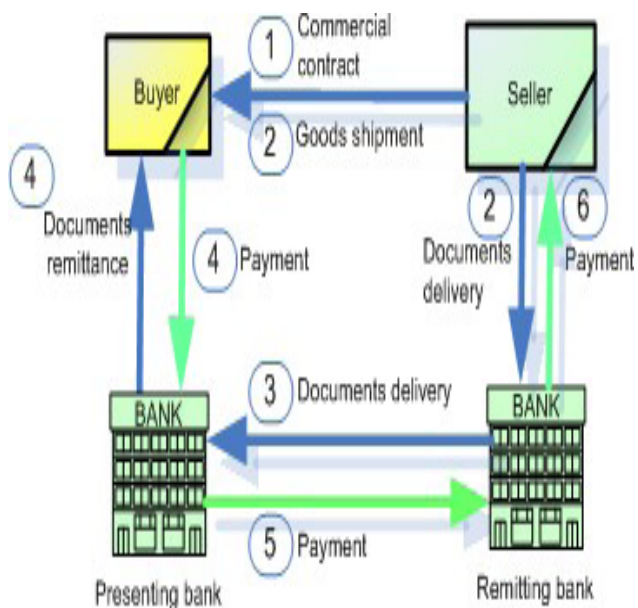 1
Commercial
contract
Buyer
Seller
2
Goods shipment
4
Documents
remittance
4
Payment
2
Documents
delivery
6
Payment
3
Documents delivery
BANK
BANK
5
Payment
Presenting bank
Remitting bank